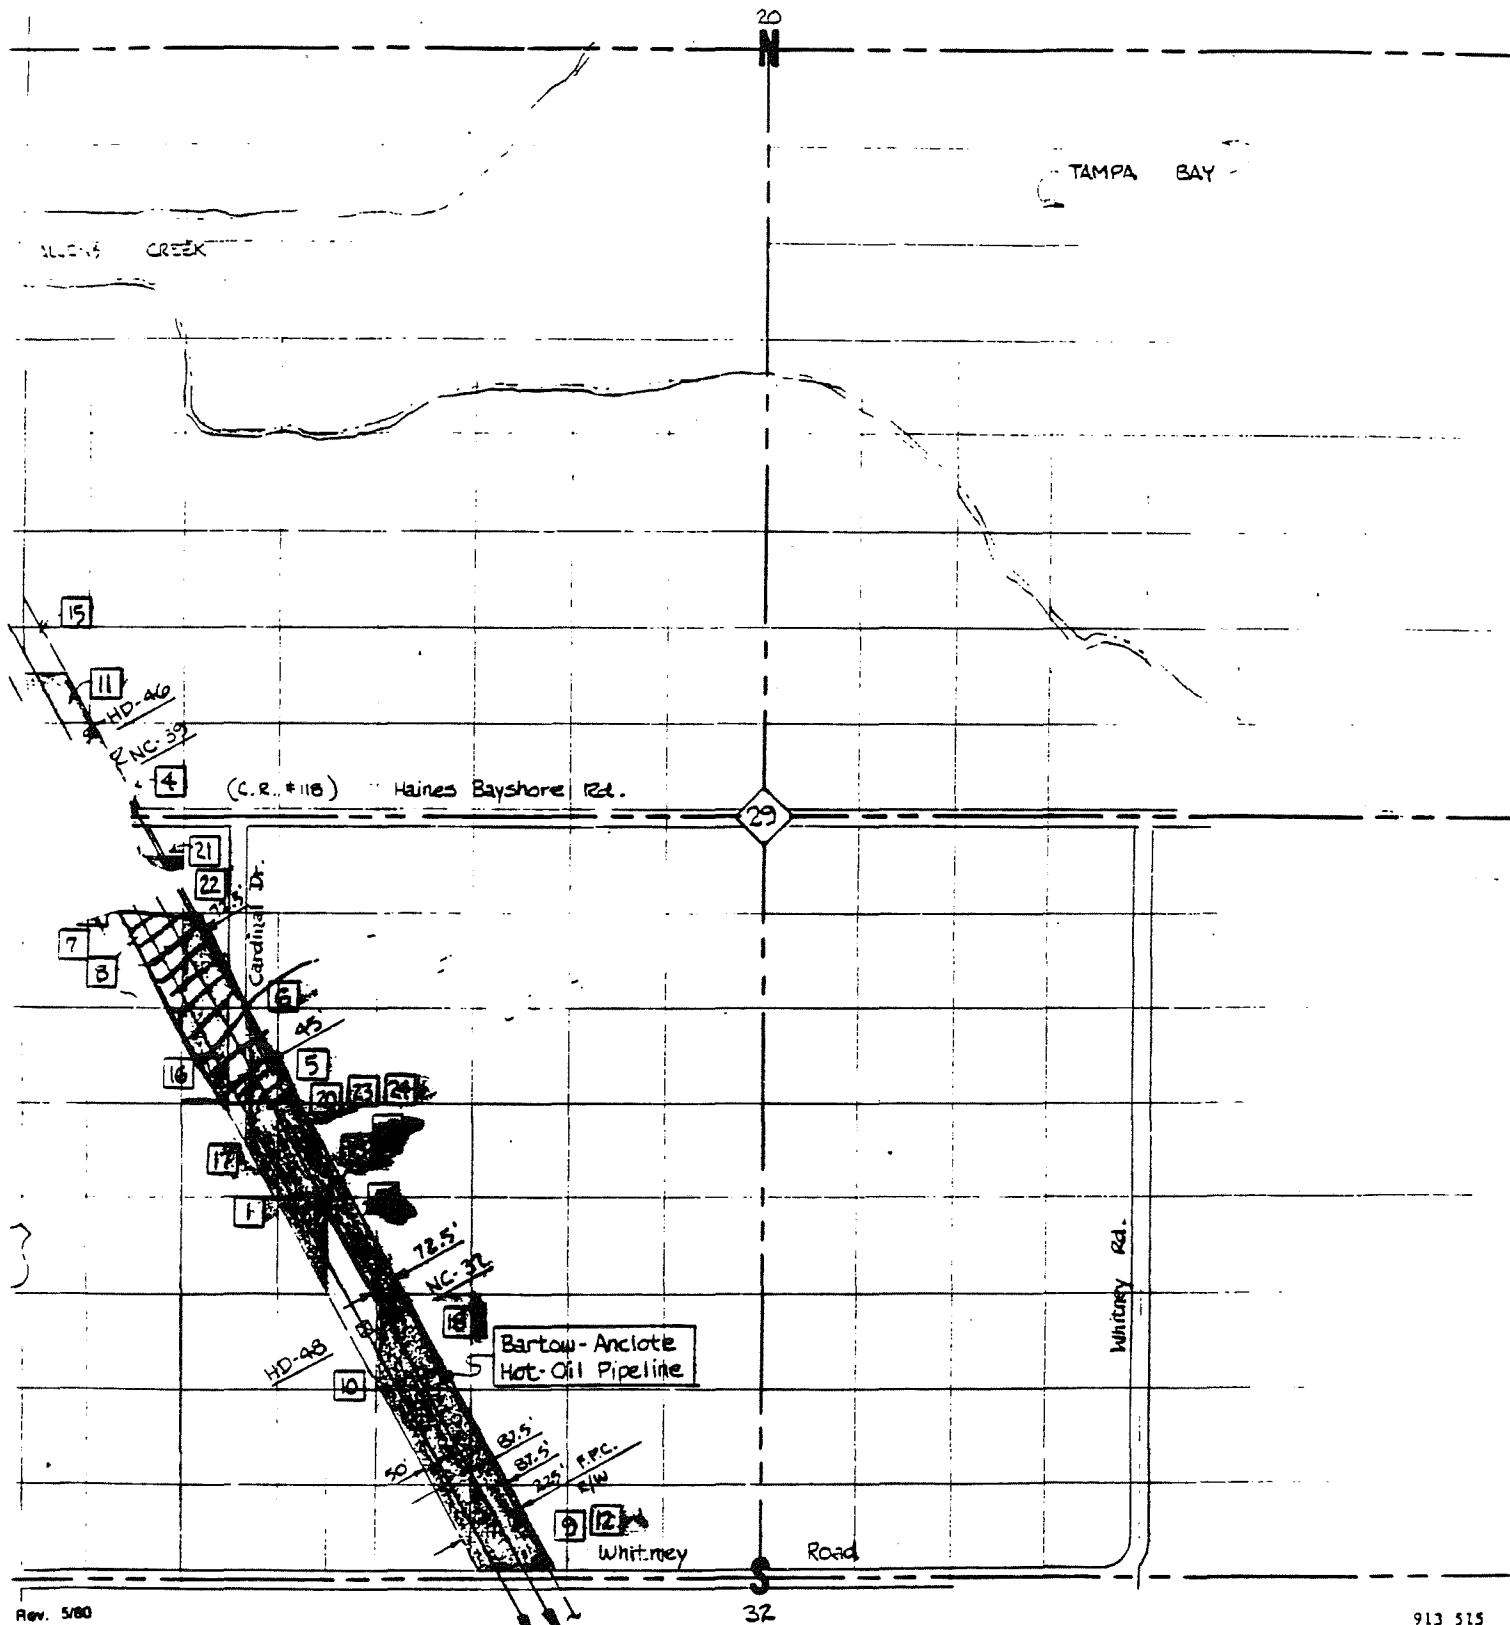 20
N
TAMPA BAY
CREEK
15
11
HD-46
NC-39
4
(C.R. #118) Haines Bayshore Rd.
29
21
22
72.5'
Cardinal Dr.
7
8
6
45'
16
5
20 23 24
17
1
72.5'
NC-32
18
Bartow-Anclote
Hot-Oil Pipeline
HD-48
10
Whitney Rd.
87.5'
50'
87.5'
225' F.P.C.
R/W
9 12
Whitney Road
S
32
Rev. 5/80
913 515